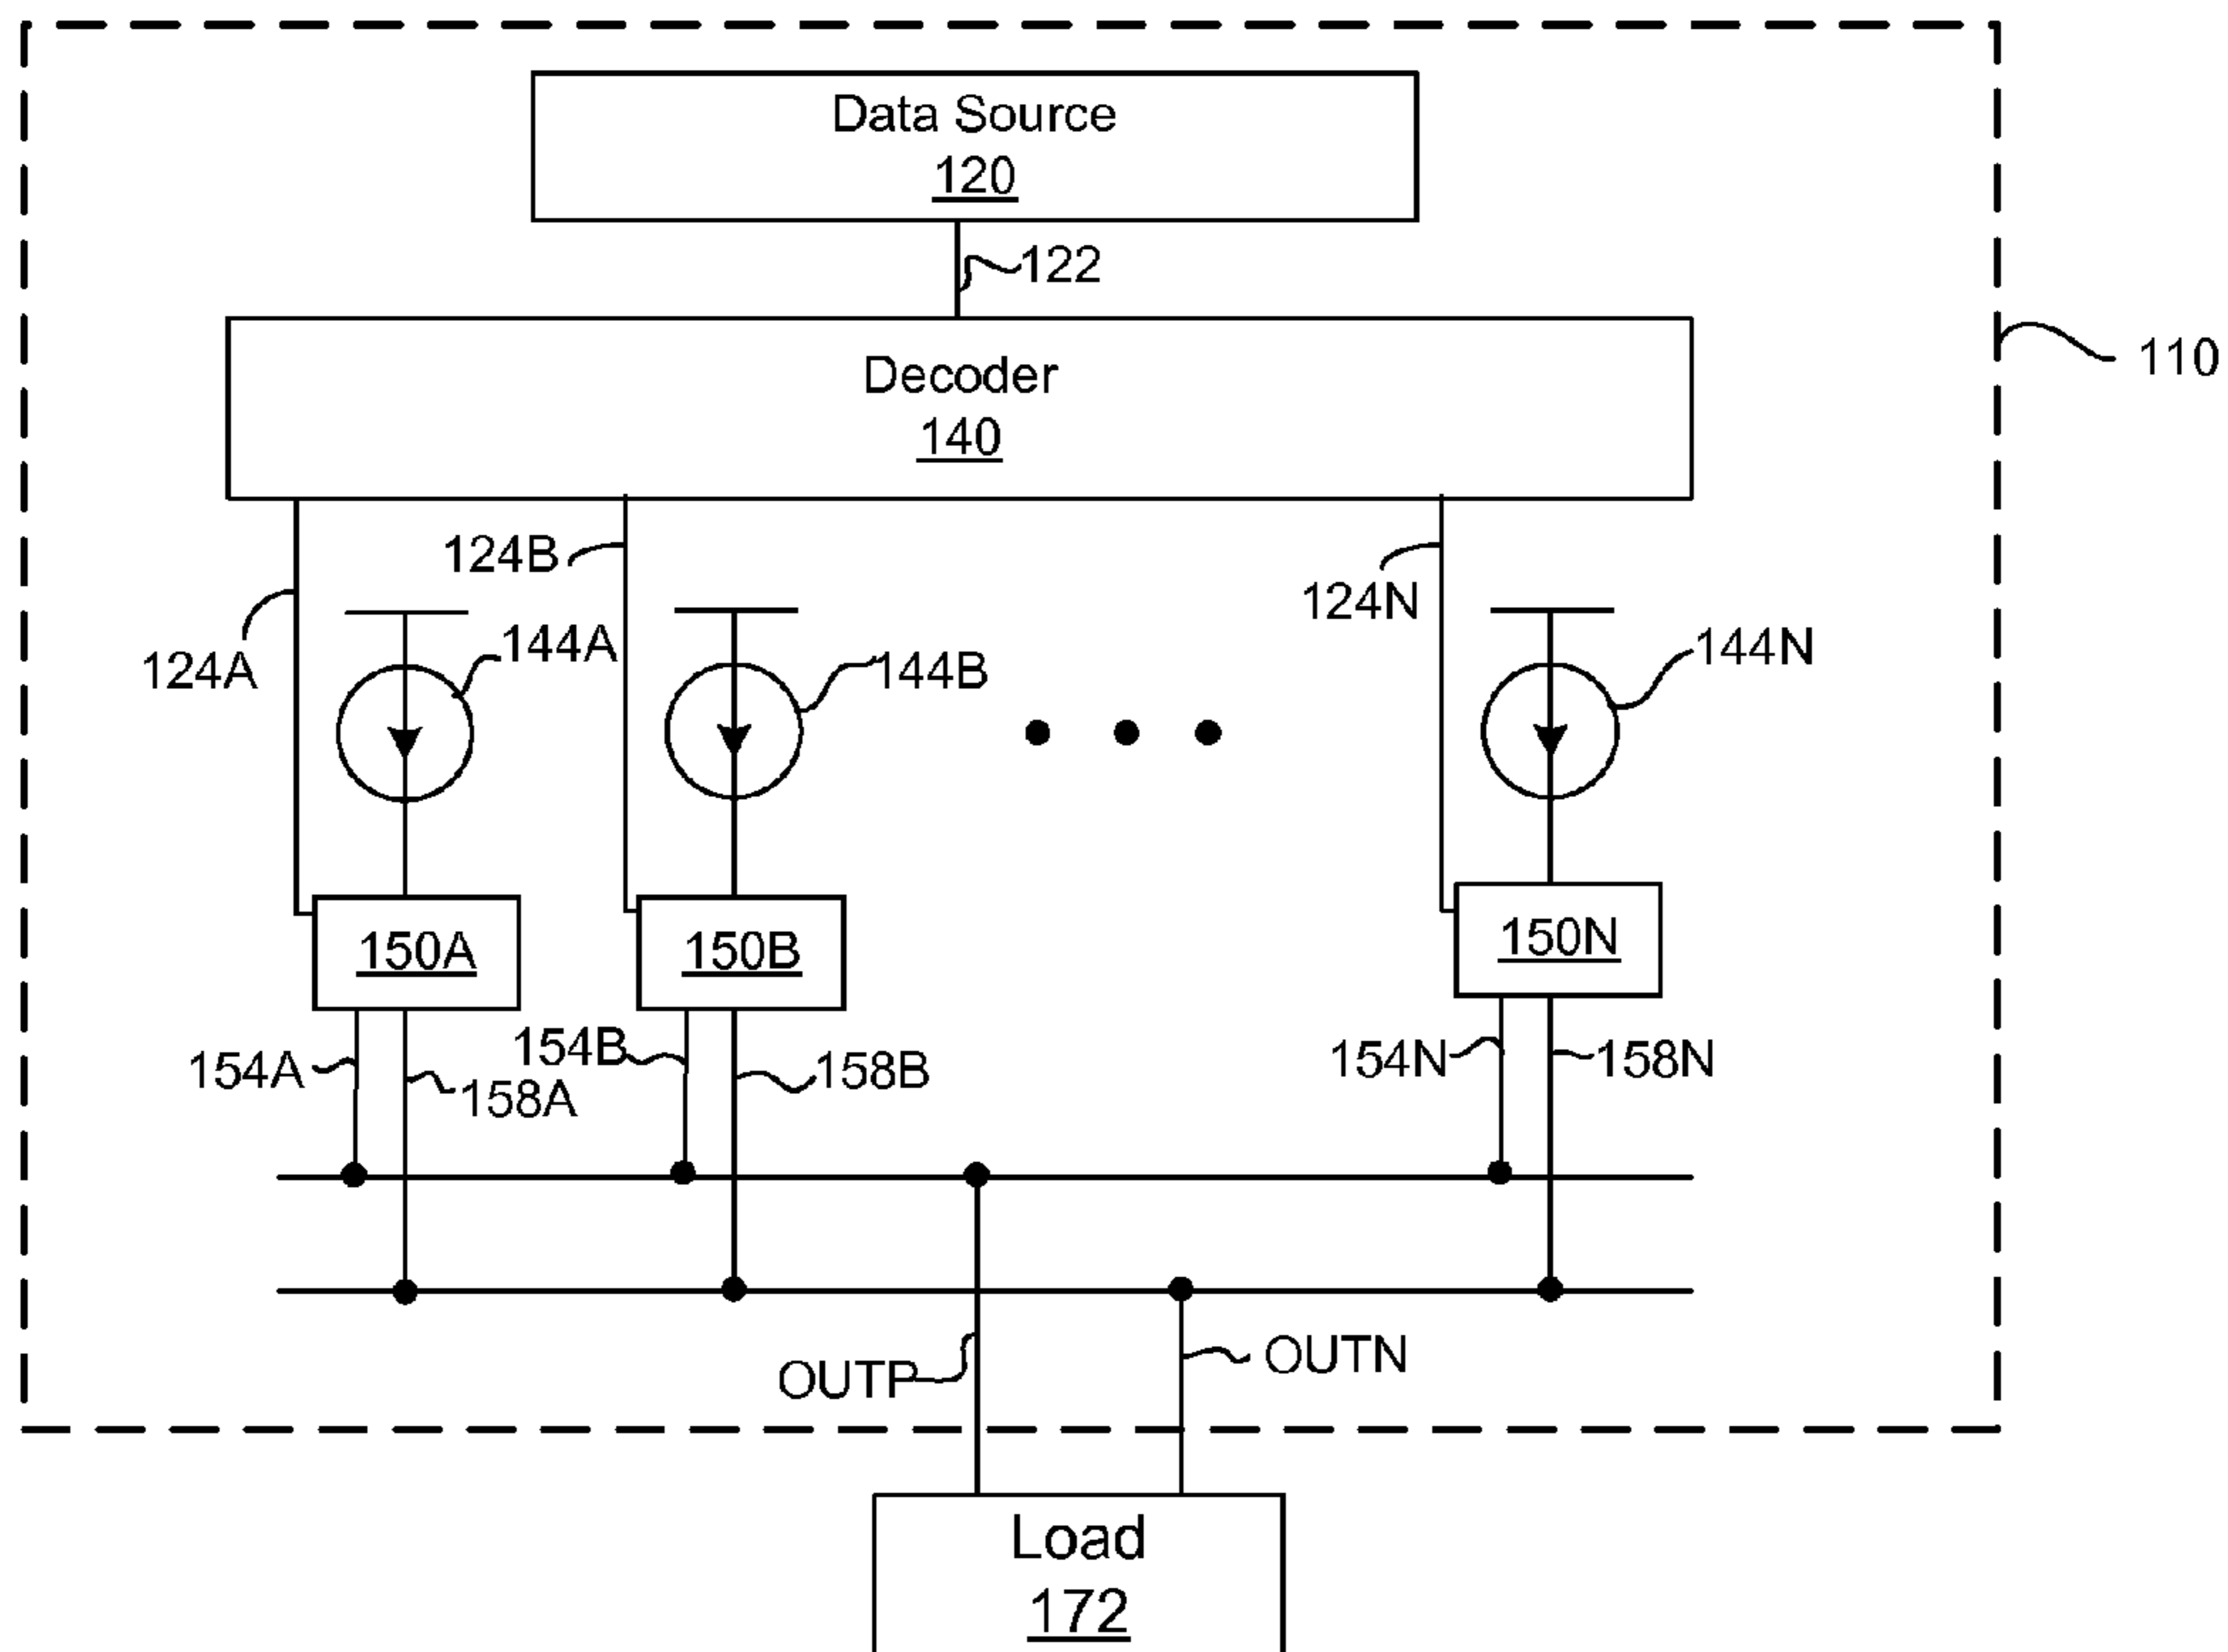 Data Source
120
122
Decoder
140
110
124A
124B
124N
144A
144B
144N
150A
150B
150N
154A
158A
154B
158B
154N
158N
OUTP
OUTN
Load
172